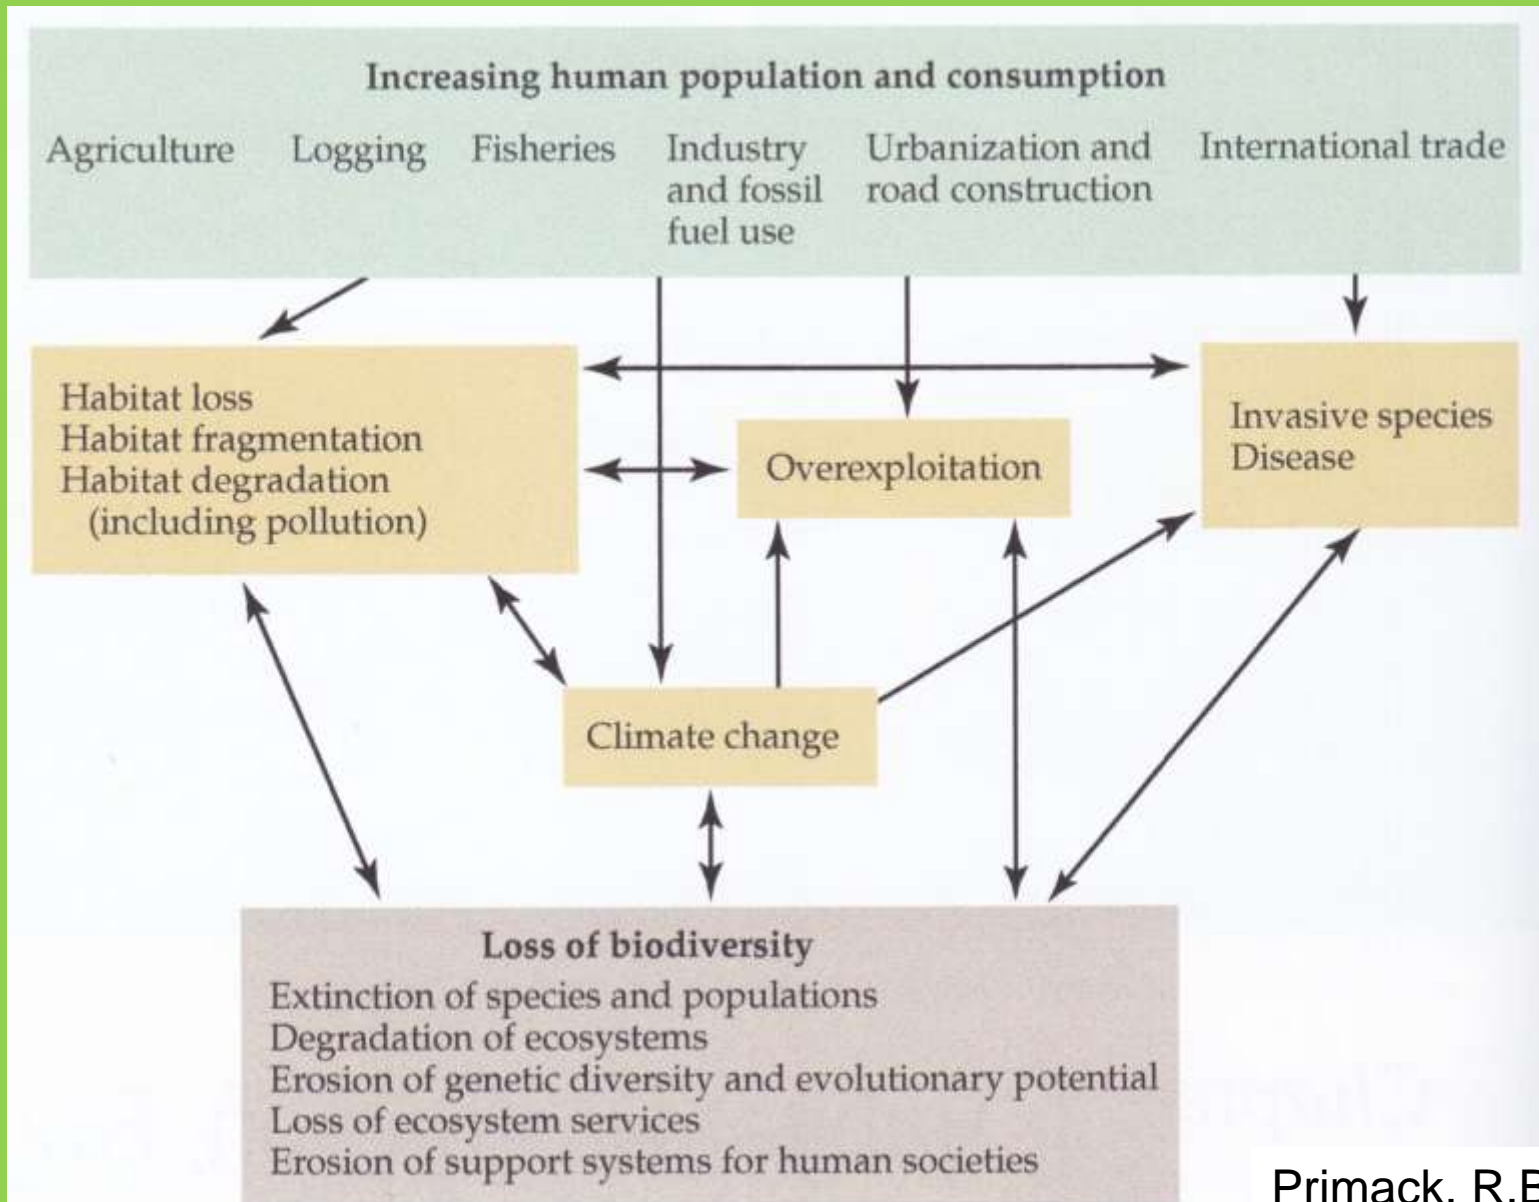 Increasing human population and consumption
Agriculture Logging Fisheries Industry and fossil fuel use Urbanization and road construction International trade
Habitat loss
Habitat fragmentation
Habitat degradation
(including pollution)
Overexploitation
Invasive species
Disease
Climate change
Loss of biodiversity
Extinction of species and populations
Degradation of ecosystems
Erosion of genetic diversity and evolutionary potential
Loss of ecosystem services
Erosion of support systems for human societies
Primack, R.